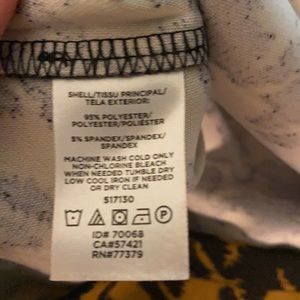 SHELL/TISSU PRINCIPAL/
TELA EXTERIOR:
95% POLYESTER/
POLYESTER/POLIÉSTER
5% SPANDEX/SPANDEX/
SPANDEX
MACHINE WASH COLD ONLY
NON-CHLORINE BLEACH
WHEN NEEDED TUMBLE DRY
LOW COOL IRON IF NEEDED
OR DRY CLEAN
517130
ID# 70068
CA#57421
RN#77379